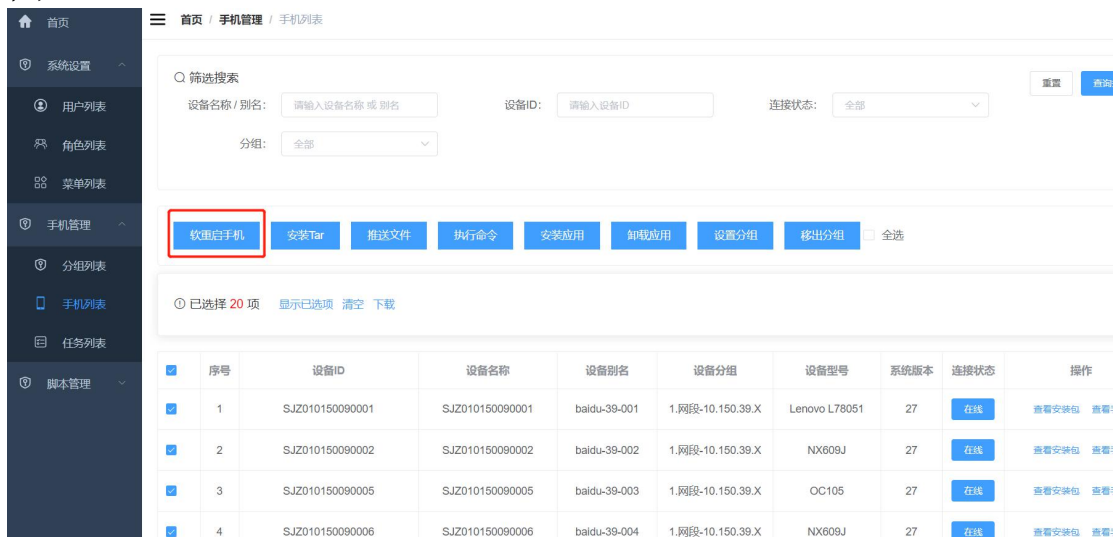 首页
系统设置
用户列表
角色列表
菜单列表
手机管理
分组列表
手机列表
任务列表
脚本管理
首页 / 手机管理 / 手机列表
筛选搜索
重置 查询
设备名称 / 别名: 请输入设备名称 或 别名 设备ID: 请输入设备ID 连接状态: 全部
分组: 全部
软重启手机 安装Tar 推送文件 执行命令 安装应用 卸载应用 设置分组 移出分组 全选
已选择 20 项 显示已选项 清空 下载
序号 设备ID 设备名称 设备别名 设备分组 设备型号 系统版本 连接状态 操作
1 SJZ010150090001 SJZ010150090001 baidu-39-001 1.网段-10.150.39.X Lenovo L78051 27 在线 查看安装包 查看
2 SJZ010150090002 SJZ010150090002 baidu-39-002 1.网段-10.150.39.X NX609J 27 在线 查看安装包 查看
3 SJZ010150090005 SJZ010150090005 baidu-39-003 1.网段-10.150.39.X OC105 27 在线 查看安装包 查看
4 SJZ010150090006 SJZ010150090006 baidu-39-004 1.网段-10.150.39.X NX609J 27 在线 查看安装包 查看